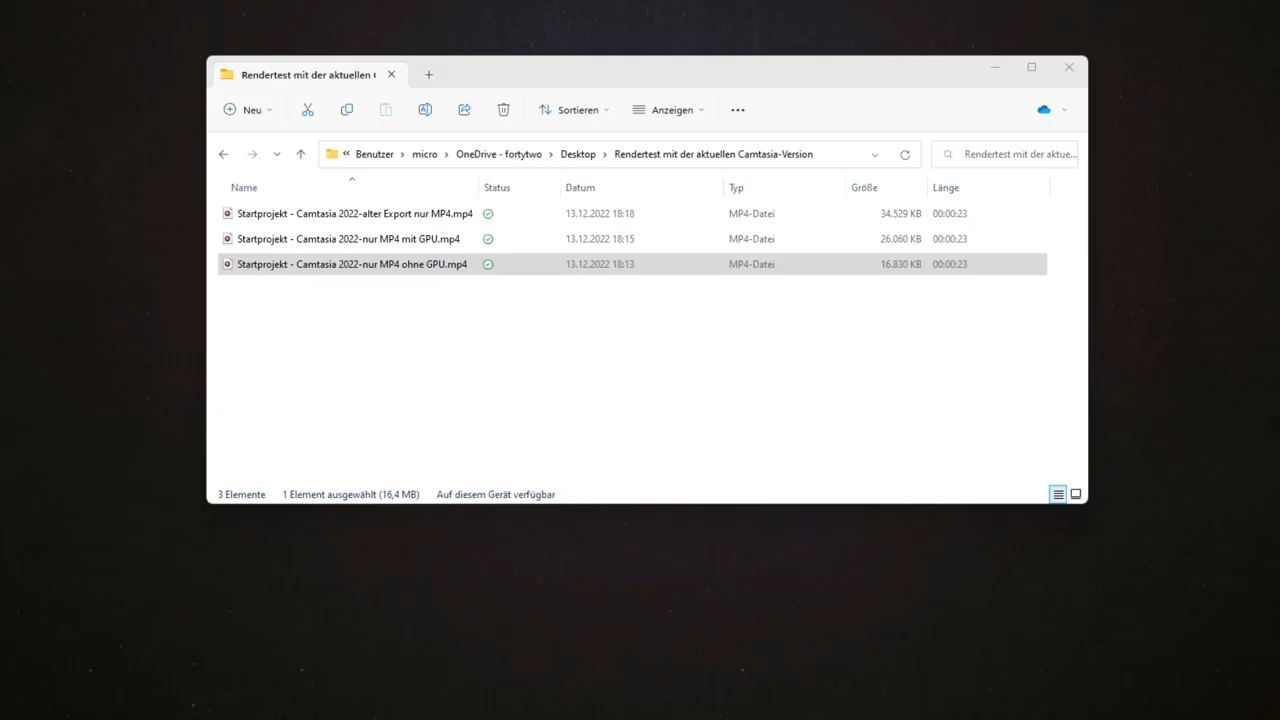 Rendertest mit der aktuellen
Neu
Sortieren
Anzeigen
« Benutzer > micro > OneDrive - fortytwo > Desktop > Rendertest mit der aktuellen Camtasia-Version
Rendertest mit der aktue...
Name Status Datum Typ Größe Länge
Startprojekt - Camtasia 2022-alter Export nur MP4.mp4 13.12.2022 18:18 MP4-Datei 34.529 KB 00:00:23
Startprojekt - Camtasia 2022-nur MP4 mit GPU.mp4 13.12.2022 18:15 MP4-Datei 26.060 KB 00:00:23
Startprojekt - Camtasia 2022-nur MP4 ohne GPU.mp4 13.12.2022 18:13 MP4-Datei 16.830 KB 00:00:23
3 Elemente 1 Element ausgewählt (16,4 MB) Auf diesem Gerät verfügbar